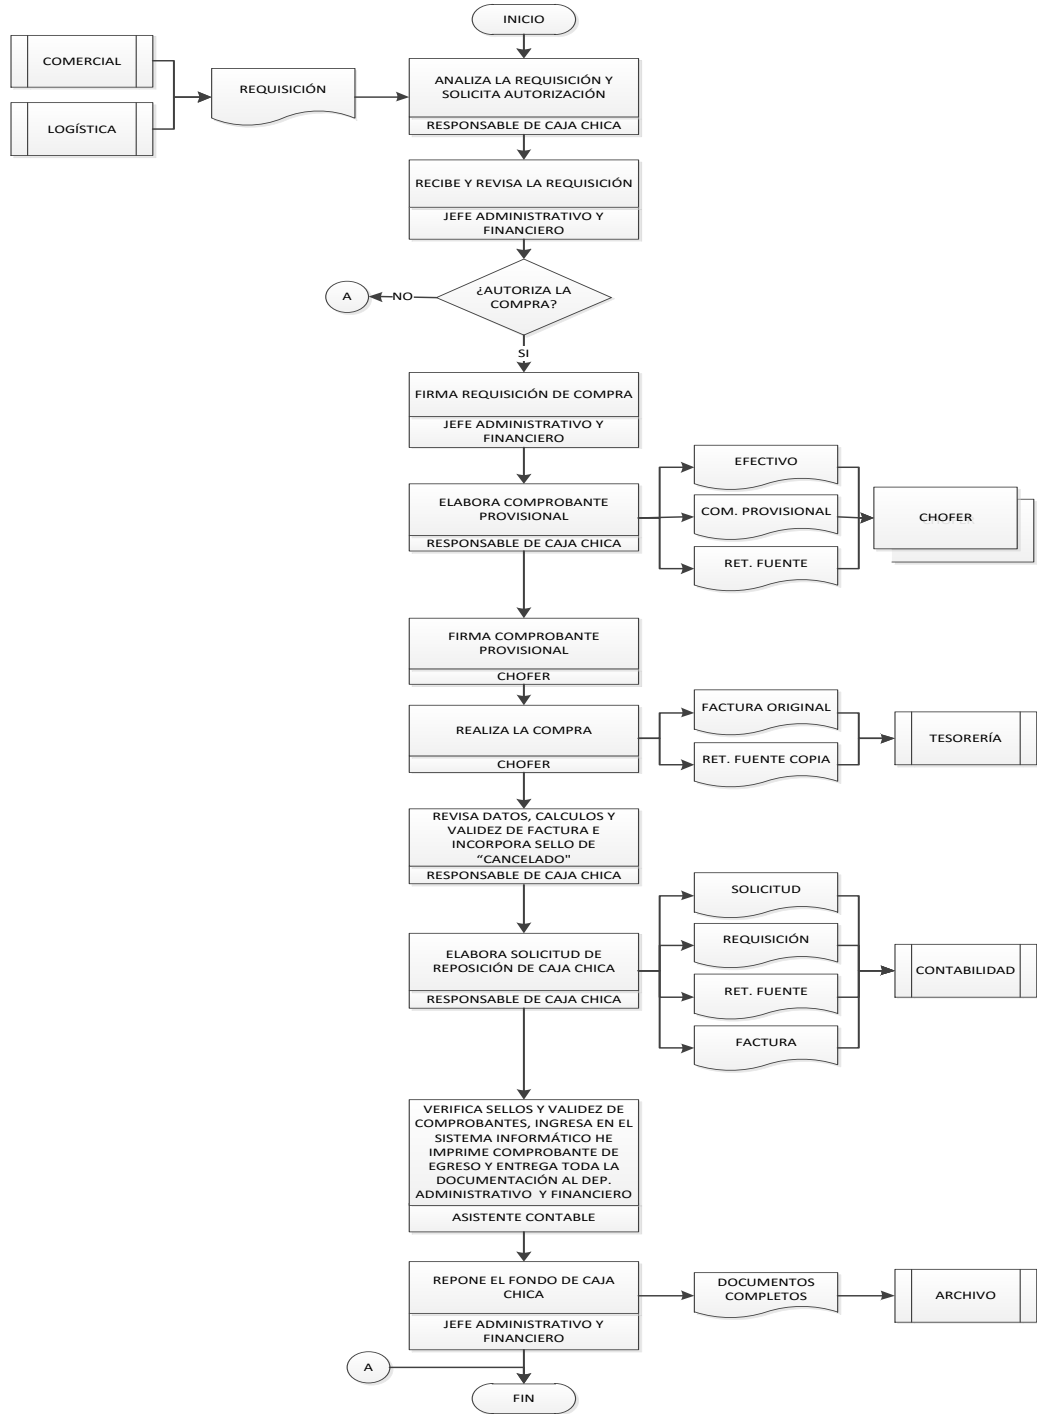 INICIO
COMERCIAL
LOGÍSTICA
REQUISICIÓN
ANALIZA LA REQUISICIÓN Y
SOLICITA AUTORIZACIÓN
RESPONSABLE DE CAJA CHICA
RECIBE Y REVISA LA REQUISICIÓN
JEFE ADMINISTRATIVO Y
FINANCIERO
¿AUTORIZA LA
COMPRA?
NO
A
SI
FIRMA REQUISICIÓN DE COMPRA
JEFE ADMINISTRATIVO Y
FINANCIERO
ELABORA COMPROBANTE
PROVISIONAL
RESPONSABLE DE CAJA CHICA
EFECTIVO
COM. PROVISIONAL
RET. FUENTE
CHOFER
FIRMA COMPROBANTE
PROVISIONAL
CHOFER
REALIZA LA COMPRA
CHOFER
FACTURA ORIGINAL
RET. FUENTE COPIA
TESORERÍA
REVISA DATOS, CALCULOS Y
VALIDEZ DE FACTURA E
INCORPORA SELLO DE
“CANCELADO"
RESPONSABLE DE CAJA CHICA
ELABORA SOLICITUD DE
REPOSICIÓN DE CAJA CHICA
RESPONSABLE DE CAJA CHICA
SOLICITUD
REQUISICIÓN
RET. FUENTE
FACTURA
CONTABILIDAD
VERIFICA SELLOS Y VALIDEZ DE
COMPROBANTES, INGRESA EN EL
SISTEMA INFORMÁTICO HE
IMPRIME COMPROBANTE DE
EGRESO Y ENTREGA TODA LA
DOCUMENTACIÓN AL DEP.
ADMINISTRATIVO Y FINANCIERO
ASISTENTE CONTABLE
REPONE EL FONDO DE CAJA
CHICA
JEFE ADMINISTRATIVO Y
FINANCIERO
DOCUMENTOS
COMPLETOS
ARCHIVO
A
FIN